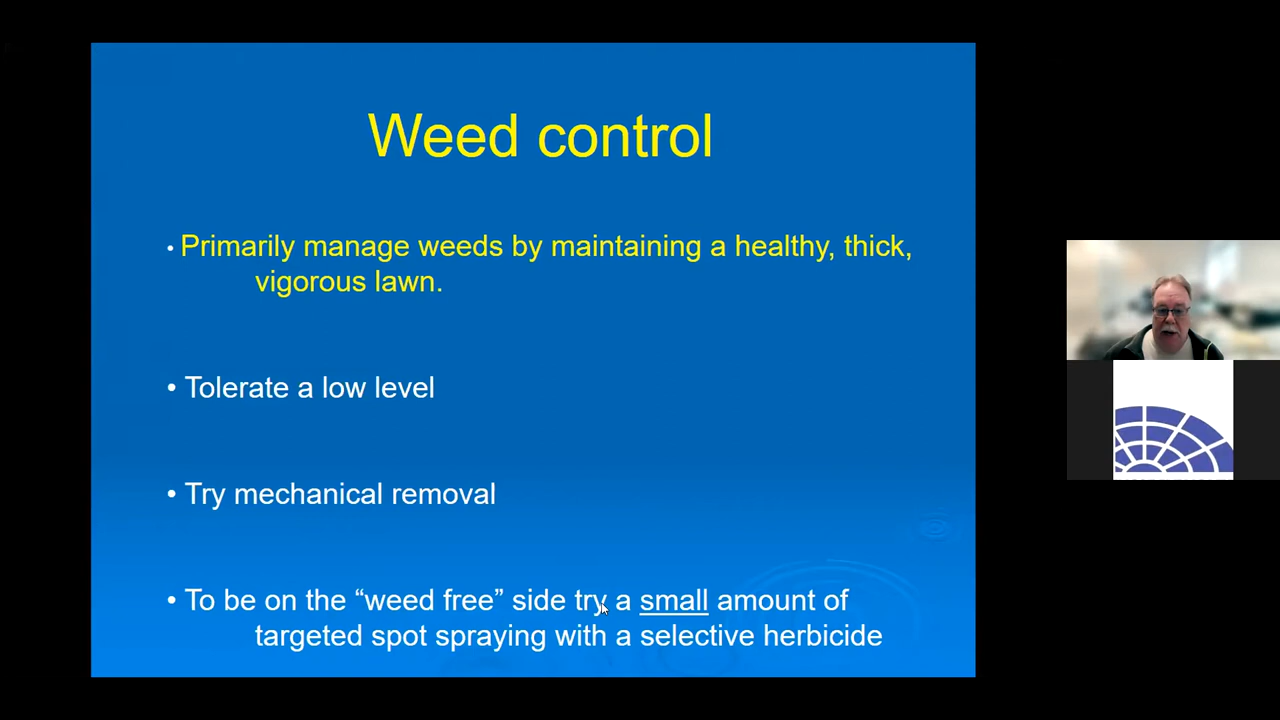 Weed control
• Primarily manage weeds by maintaining a healthy, thick,
vigorous lawn.
• Tolerate a low level
• Try mechanical removal
• To be on the “weed free” side try a small amount of
targeted spot spraying with a selective herbicide